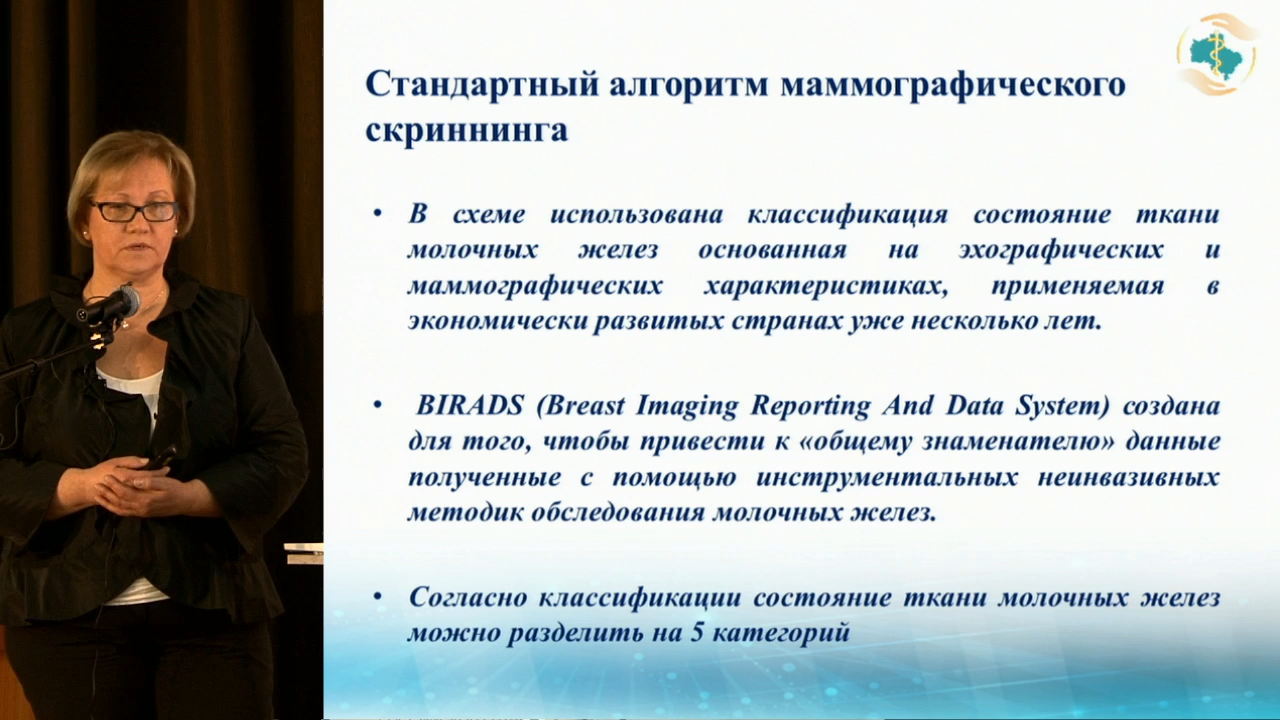 Стандартный алгоритм маммографического
скриннинга
• В схеме использована классификация состояние ткани
молочных желез основанная на эхографических и
маммографических характеристиках, применяемая в
экономически развитых странах уже несколько лет.
• BIRADS (Breast Imaging Reporting And Data System) создана
для того, чтобы привести к «общему знаменателю» данные
полученные с помощью инструментальных неинвазивных
методик обследования молочных желез.
• Согласно классификации состояние ткани молочных желез
можно разделить на 5 категорий